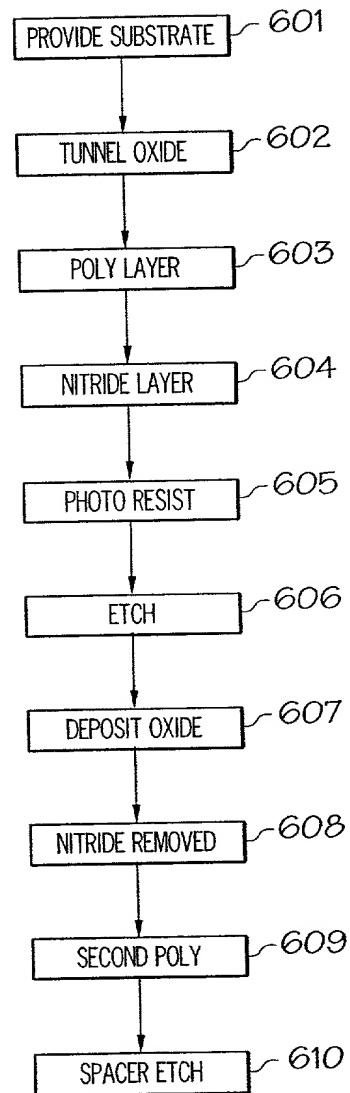 PROVIDE SUBSTRATE 601
TUNNEL OXIDE 602
POLY LAYER 603
NITRIDE LAYER 604
PHOTO RESIST 605
ETCH 606
DEPOSIT OXIDE 607
NITRIDE REMOVED 608
SECOND POLY 609
SPACER ETCH 610